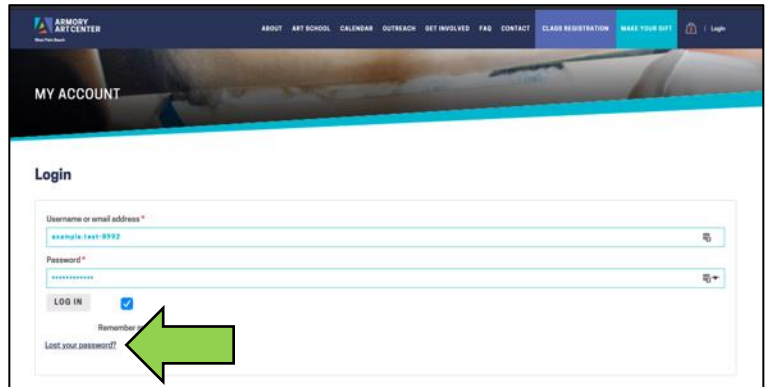 ARMORY
ART CENTER
West Palm Beach
ABOUT ART SCHOOL CALENDAR OUTREACH GET INVOLVED FAQ CONTACT CLASS REGISTRATION MAKE YOUR GIFT | Login
MY ACCOUNT
Login
Username or email address *
example.test-8992
Password *
************
LOG IN
Remember
Lost your password?